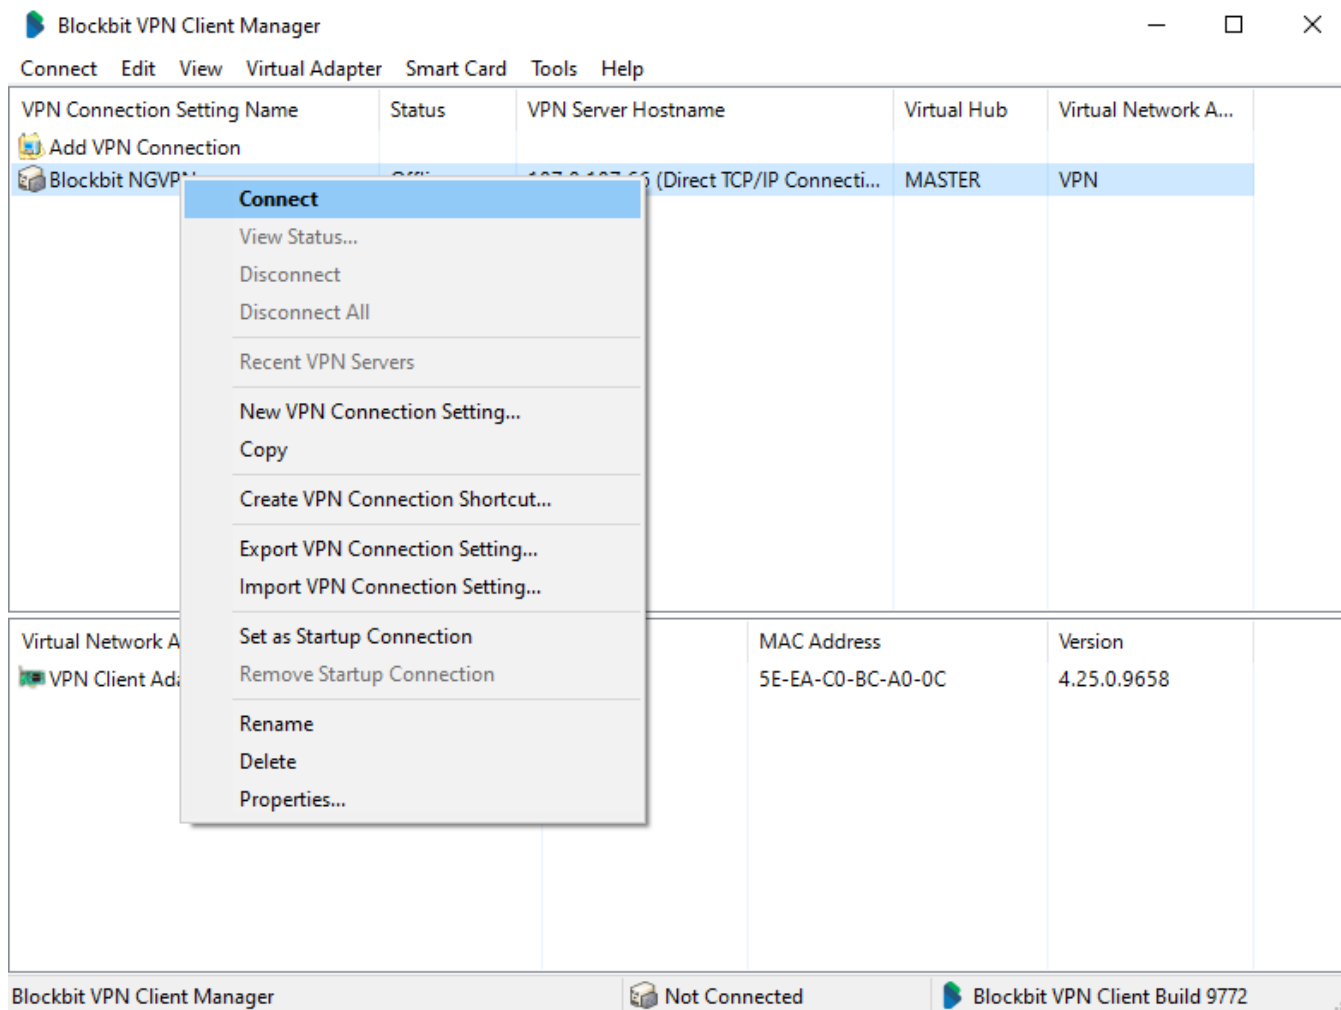 Blockbit VPN Client Manager
Connect Edit View Virtual Adapter Smart Card Tools Help
VPN Connection Setting Name Status VPN Server Hostname Virtual Hub Virtual Network A...
Add VPN Connection
Blockbit NGVPN (Direct TCP/IP Connecti... MASTER VPN
Connect
View Status...
Disconnect
Disconnect All
Recent VPN Servers
New VPN Connection Setting...
Copy
Create VPN Connection Shortcut...
Export VPN Connection Setting...
Import VPN Connection Setting...
Set as Startup Connection
Remove Startup Connection
Rename
Delete
Properties...
Virtual Network A MAC Address Version
VPN Client Ada 5E-EA-C0-BC-A0-0C 4.25.0.9658
Blockbit VPN Client Manager Not Connected Blockbit VPN Client Build 9772